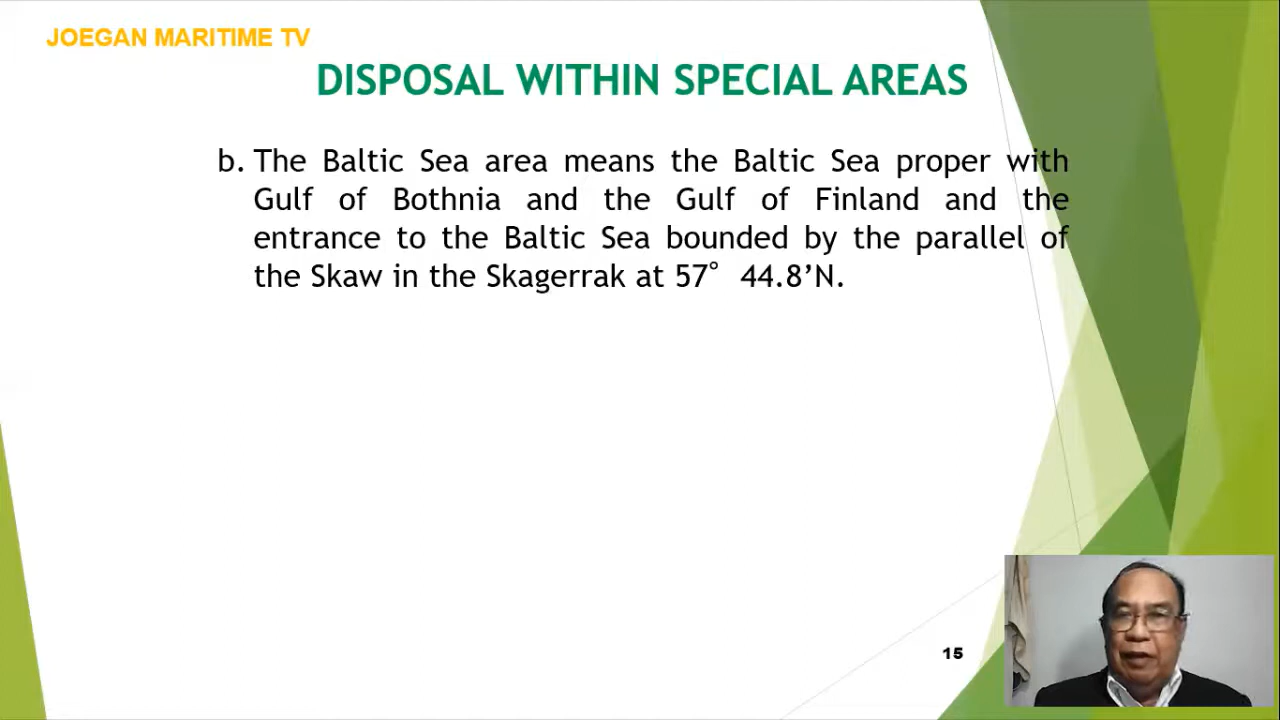 JOEGAN MARITIME TV
DISPOSAL WITHIN SPECIAL AREAS
b. The Baltic Sea area means the Baltic Sea proper with
Gulf of Bothnia and the Gulf of Finland and the
entrance to the Baltic Sea bounded by the parallel of
the Skaw in the Skagerrak at 57° 44.8’N.
15